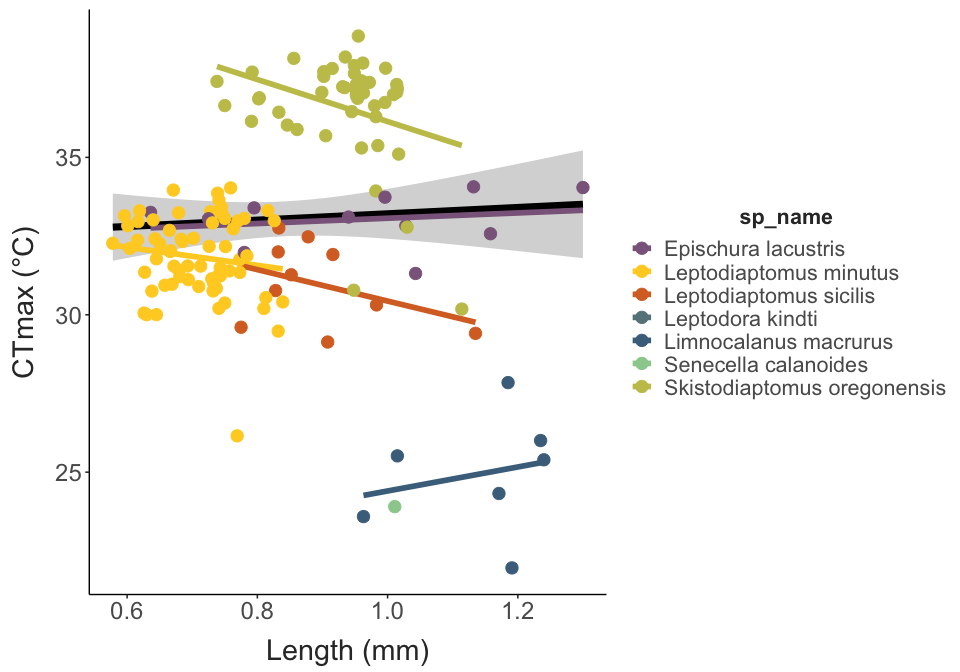 35
30
25
CTmax (°C)
0.6 0.8 1.0 1.2
Length (mm)
sp_name
Epischura lacustris
Leptodiaptomus minutus
Leptodiaptomus sicilis
Leptodora kindti
Limnocalanus macrurus
Senecella calanoides
Skistodiaptomus oregonensis